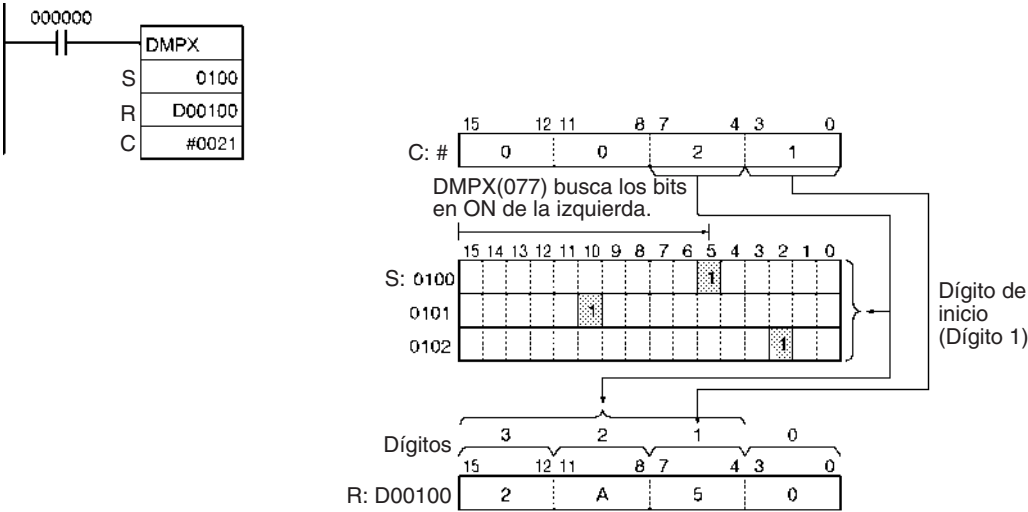 000000
DMPX
S 0100
R D00100
C #0021
15 12 11 8 7 4 3 0
C: # 0 0 2 1
DMPX(077) busca los bits
en ON de la izquierda.
15 14 13 12 11 10 9 8 7 6 5 4 3 2 1 0
S: 0100 1
0101 1
0102 1
Dígito de
inicio
(Dígito 1)
Dígitos 3 2 1 0
15 12 11 8 7 4 3 0
R: D00100 2 A 5 0